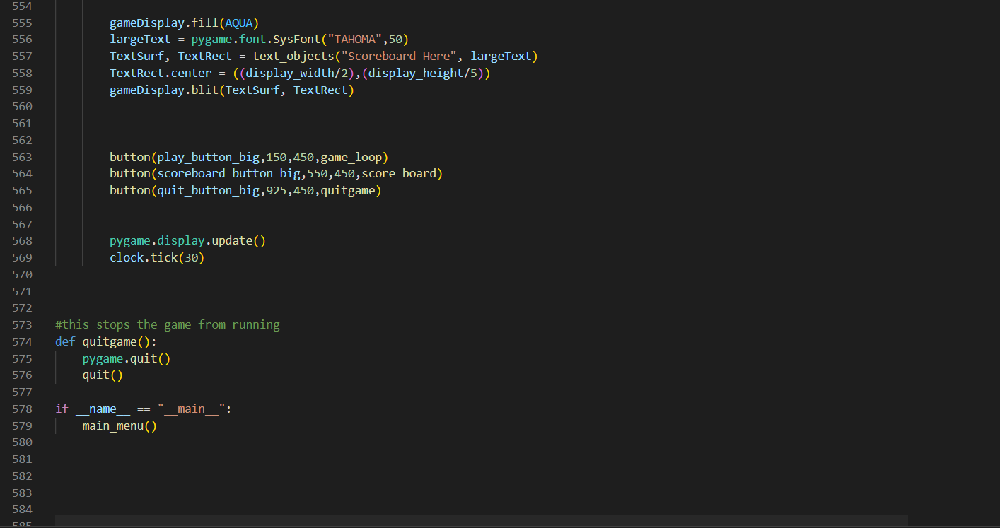 554
555 gameDisplay.fill(AQUA)
556 largeText = pygame.font.SysFont("TAHOMA",50)
557 TextSurf, TextRect = text_objects("Scoreboard Here", largeText)
558 TextRect.center = ((display_width/2),(display_height/5))
559 gameDisplay.blit(TextSurf, TextRect)
560
561
562
563 button(play_button_big,150,450,game_loop)
564 button(scoreboard_button_big,550,450,score_board)
565 button(quit_button_big,925,450,quitgame)
566
567
568 pygame.display.update()
569 clock.tick(30)
570
571
572
573 #this stops the game from running
574 def quitgame():
575 pygame.quit()
576 quit()
577
578 if __name__ == "__main__":
579 main_menu()
580
581
582
583
584
585